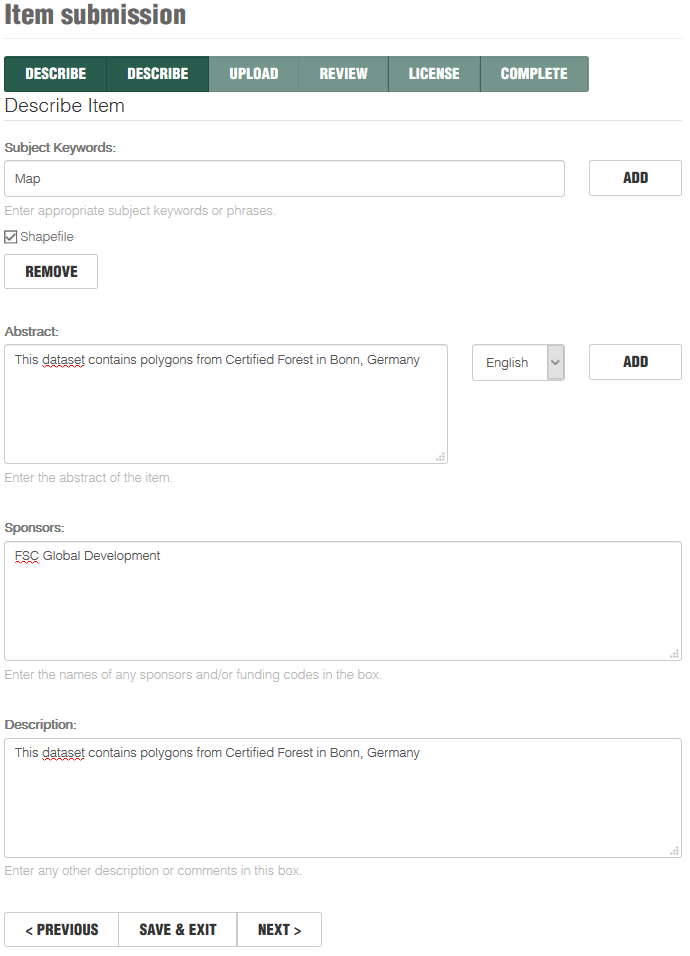 Item submission
DESCRIBE DESCRIBE UPLOAD REVIEW LICENSE COMPLETE
Describe Item
Subject Keywords:
Map ADD
Enter appropriate subject keywords or phrases.
Shapefile
REMOVE
Abstract:
This dataset contains polygons from Certified Forest in Bonn, Germany English ADD
Enter the abstract of the item.
Sponsors:
FSC Global Development
Enter the names of any sponsors and/or funding codes in the box.
Description:
This dataset contains polygons from Certified Forest in Bonn, Germany
Enter any other description or comments in this box.
< PREVIOUS SAVE & EXIT NEXT >